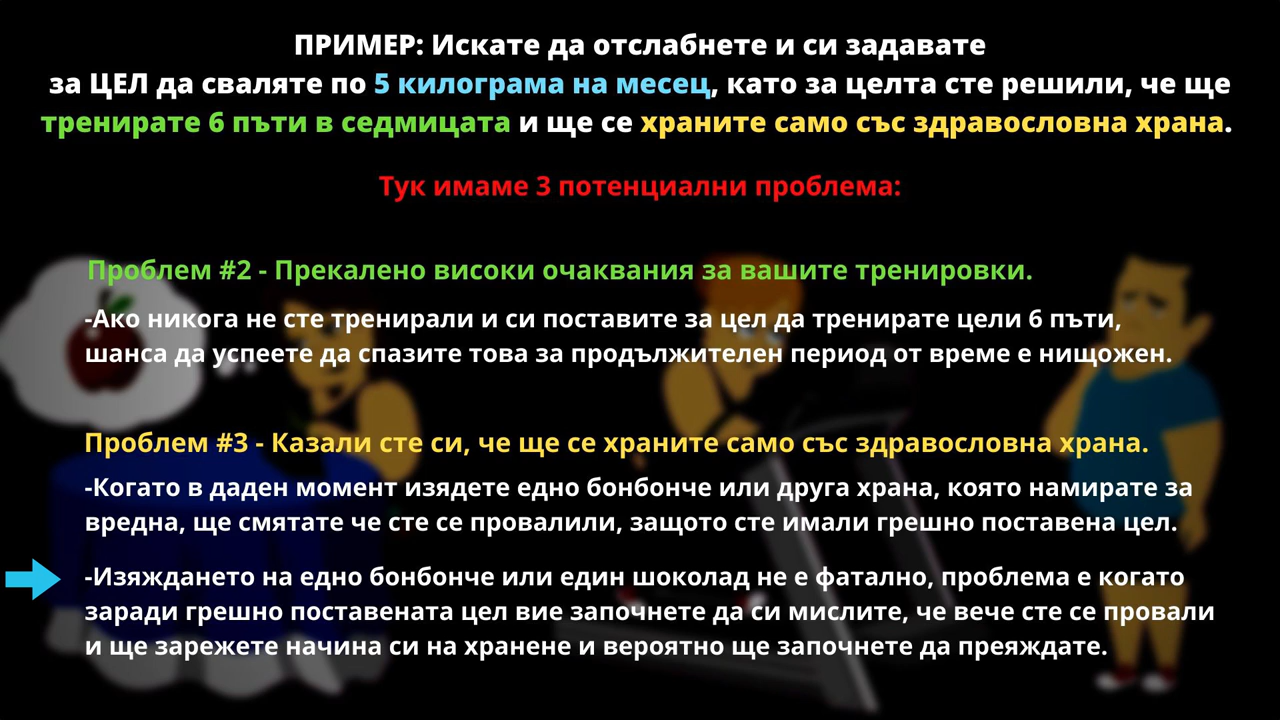 ПРИМЕР: Искате да отслабнете и си задавате
за ЦЕЛ да сваляте по 5 килограма на месец, като за целта сте решили, че ще
тренирате 6 пъти в седмицата и ще се храните само със здравословна храна.
Тук имаме 3 потенциални проблема:
Проблем #2 - Прекалено високи очаквания за вашите тренировки.
-Ако никога не сте тренирали и си поставите за цел да тренирате цели 6 пъти,
шанса да успеете да спазите това за продължителен период от време е нищожен.
Проблем #3 - Казали сте си, че ще се храните само със здравословна храна.
-Когато в даден момент изядете едно бонбонче или друга храна, която намирате за
вредна, ще смятате че сте се провалили, защото сте имали грешно поставена цел.
-Изяждането на едно бонбонче или един шоколад не е фатално, проблема е когато
заради грешно поставената цел вие започнете да си мислите, че вече сте се провали
и ще зарежете начина си на хранене и вероятно ще започнете да преяждате.